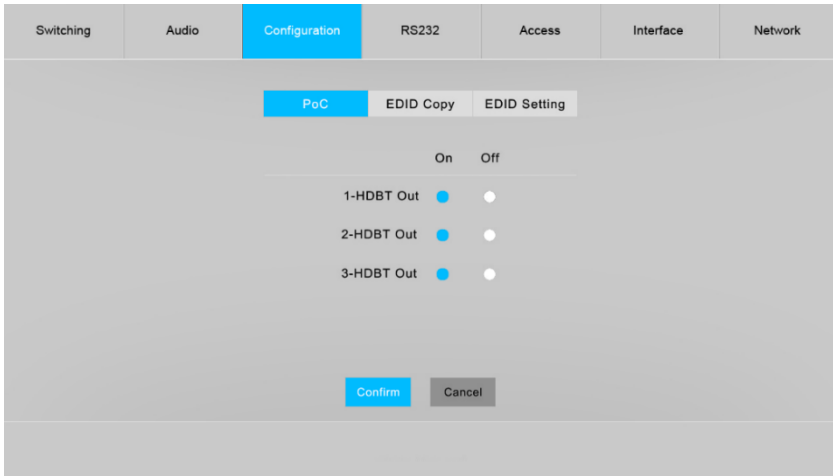 Switching Audio Configuration RS232 Access Interface Network
PoC EDID Copy EDID Setting
On Off
1-HDBT Out
2-HDBT Out
3-HDBT Out
Confirm Cancel